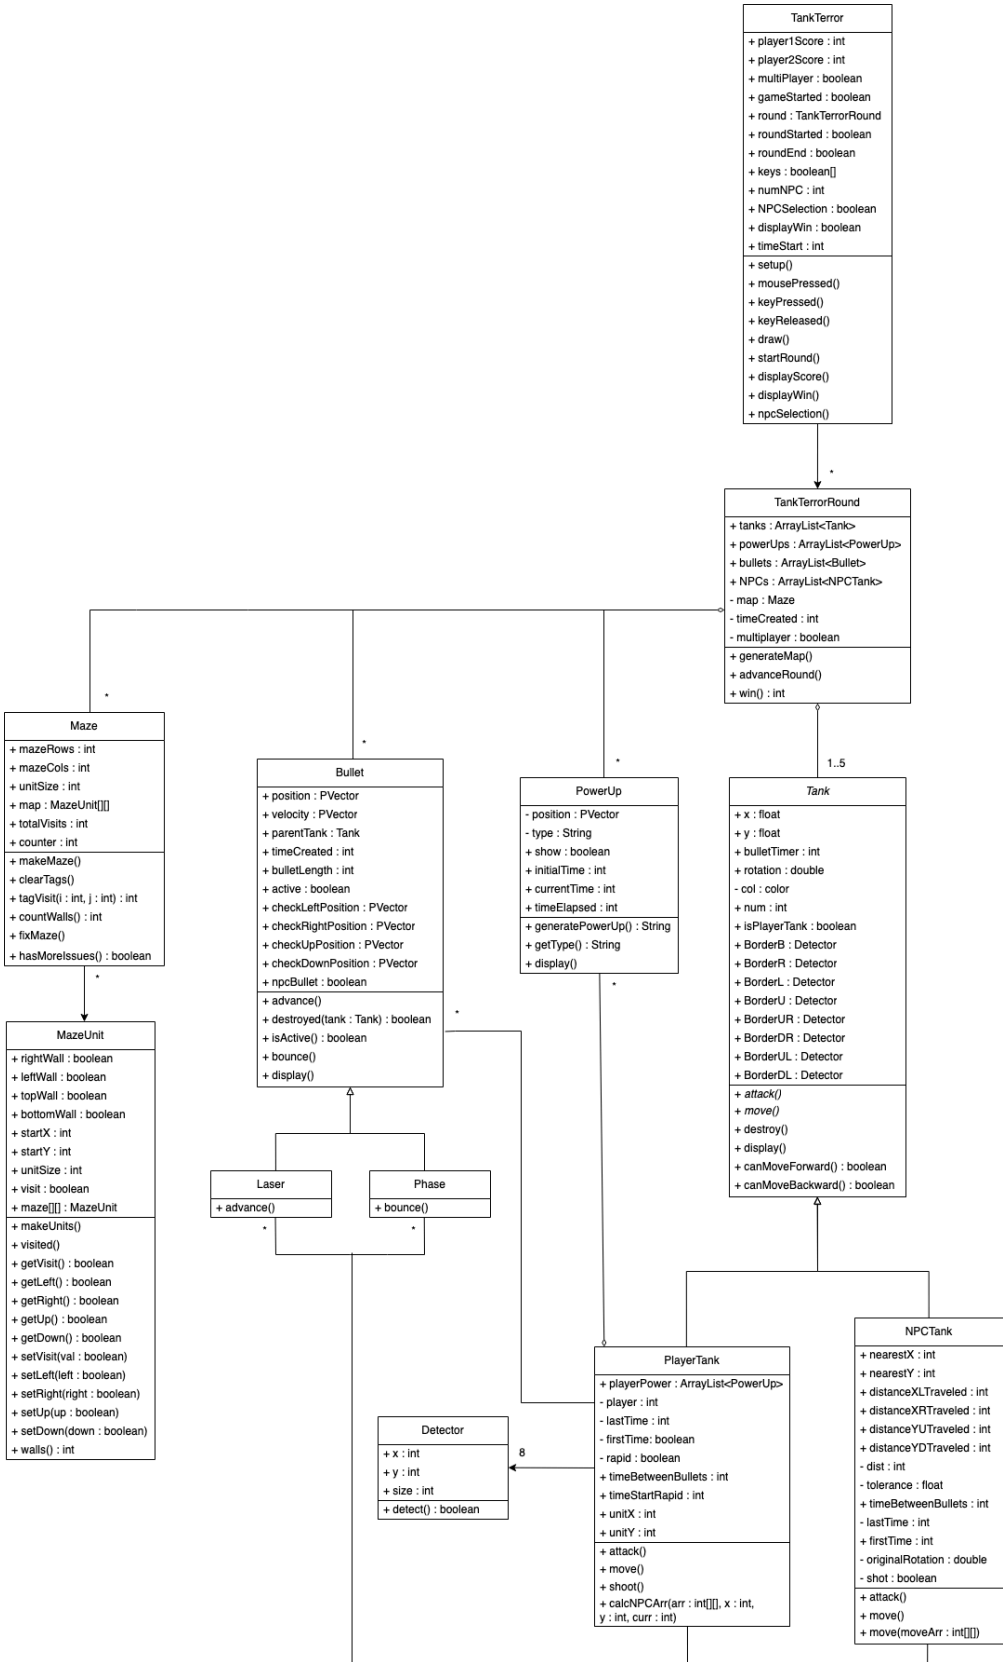 TankTerror
+ player1Score : int
+ player2Score : int
+ multiPlayer : boolean
+ gameStarted : boolean
+ round : TankTerrorRound
+ roundStarted : boolean
+ roundEnd : boolean
+ keys : boolean[]
+ numNPC : int
+ NPCSelection : boolean
+ displayWin : boolean
+ timeStart : int
+ setup()
+ mousePressed()
+ keyPressed()
+ keyReleased()
+ draw()
+ startRound()
+ displayScore()
+ displayWin()
+ npcSelection()
*
TankTerrorRound
+ tanks : ArrayList<Tank>
+ powerUps : ArrayList<PowerUp>
+ bullets : ArrayList<Bullet>
+ NPCs : ArrayList<NPCTank>
- map : Maze
- timeCreated : int
- multiplayer : boolean
+ generateMap()
+ advanceRound()
+ win() : int
*
*
*
1..5
Maze
+ mazeRows : int
+ mazeCols : int
+ unitSize : int
+ map : MazeUnit[][]
+ totalVisits : int
+ counter : int
+ makeMaze()
+ clearTags()
+ tagVisit(i : int, j : int) : int
+ countWalls() : int
+ fixMaze()
+ hasMoreIssues() : boolean
*
MazeUnit
+ rightWall : boolean
+ leftWall : boolean
+ topWall : boolean
+ bottomWall : boolean
+ startX : int
+ startY : int
+ unitSize : int
+ visit : boolean
+ maze[][] : MazeUnit
+ makeUnits()
+ visited()
+ getVisit() : boolean
+ getLeft() : boolean
+ getRight() : boolean
+ getUp() : boolean
+ getDown() : boolean
+ setVisit(val : boolean)
+ setLeft(left : boolean)
+ setRight(right : boolean)
+ setUp(up : boolean)
+ setDown(down : boolean)
+ walls() : int
Bullet
+ position : PVector
+ velocity : PVector
+ parentTank : Tank
+ timeCreated : int
+ bulletLength : int
+ active : boolean
+ checkLeftPosition : PVector
+ checkRightPosition : PVector
+ checkUpPosition : PVector
+ checkDownPosition : PVector
+ npcBullet : boolean
+ advance()
+ destroyed(tank : Tank) : boolean
+ isActive() : boolean
+ bounce()
+ display()
*
Laser
+ advance()
*
Phase
+ bounce()
*
PowerUp
- position : PVector
- type : String
+ show : boolean
+ initialTime : int
+ currentTime : int
+ timeElapsed : int
+ generatePowerUp() : String
+ getType() : String
+ display()
*
Tank
+ x : float
+ y : float
+ bulletTimer : int
+ rotation : double
- col : color
+ num : int
+ isPlayerTank : boolean
+ BorderB : Detector
+ BorderR : Detector
+ BorderL : Detector
+ BorderU : Detector
+ BorderUR : Detector
+ BorderDR : Detector
+ BorderUL : Detector
+ BorderDL : Detector
+ attack()
+ move()
+ destroy()
+ display()
+ canMoveForward() : boolean
+ canMoveBackward() : boolean
Detector
+ x : int
+ y : int
+ size : int
+ detect() : boolean
8
PlayerTank
+ playerPower : ArrayList<PowerUp>
- player : int
- lastTime : int
- firstTime: boolean
- rapid : boolean
+ timeBetweenBullets : int
+ timeStartRapid : int
+ unitX : int
+ unitY : int
+ attack()
+ move()
+ shoot()
+ calcNPCArr(arr : int[][], x : int,
y : int, curr : int)
NPCTank
+ nearestX : int
+ nearestY : int
+ distanceXLTraveled : int
+ distanceXRTraveled : int
+ distanceYUTraveled : int
+ distanceYDTraveled : int
- dist : int
- tolerance : float
+ timeBetweenBullets : int
- lastTime : int
+ firstTime : int
- originalRotation : double
- shot : boolean
+ attack()
+ move()
+ move(moveArr : int[][])